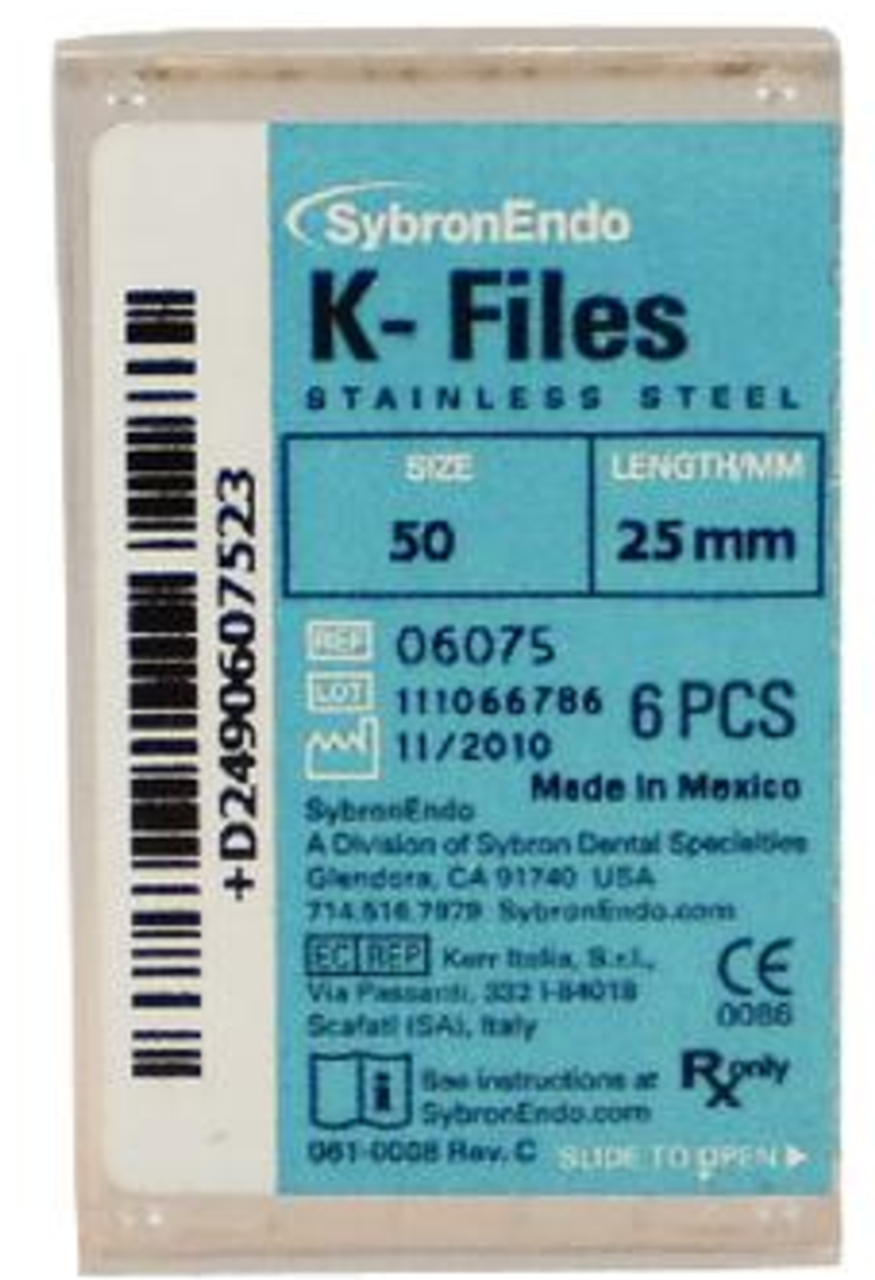 SybronEndo
K- Files
STAINLESS STEEL
SIZE
50
LENGTH/MM
25 mm
REF 06075
LOT 111066786
6 PCS
11/2010
Made in Mexico
SybronEndo
A Division of Sybron Dental Specialties
Glendora, CA 91740 USA
714.516.7979 SybronEndo.com
EC REP Kerr Italia, S.r.l.,
Via Passanti, 332 I-84018
Scafati (SA), Italy
CE
0086
i
See instructions at
SybronEndo.com
Rx only
061-0008 Rev. C
SLIDE TO OPEN
+D2490607523